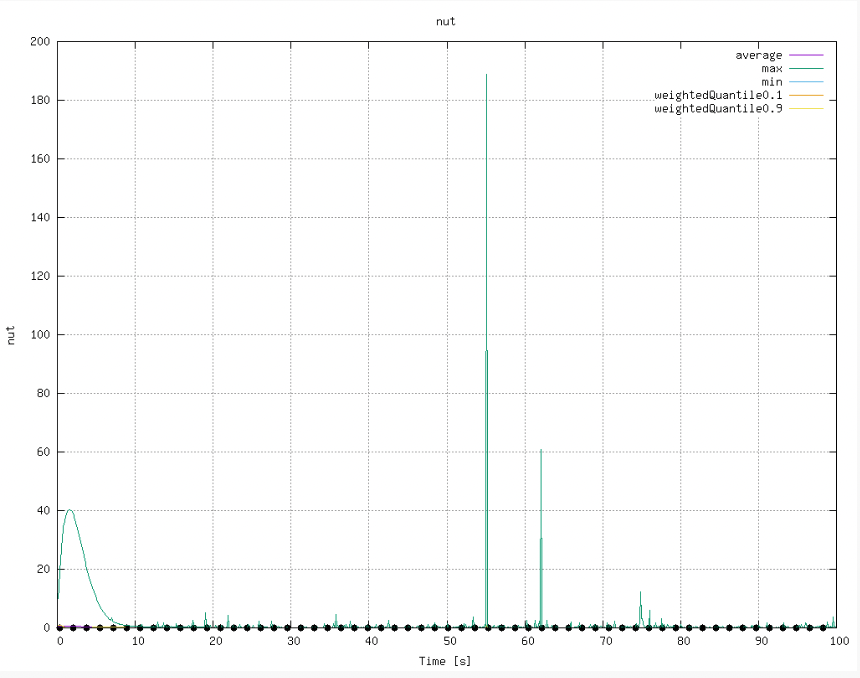 nut
average
max
min
weightedQuantile0.1
weightedQuantile0.9
200
180
160
140
120
100
80
60
40
20
0
nut
0 10 20 30 40 50 60 70 80 90 100
Time [s]